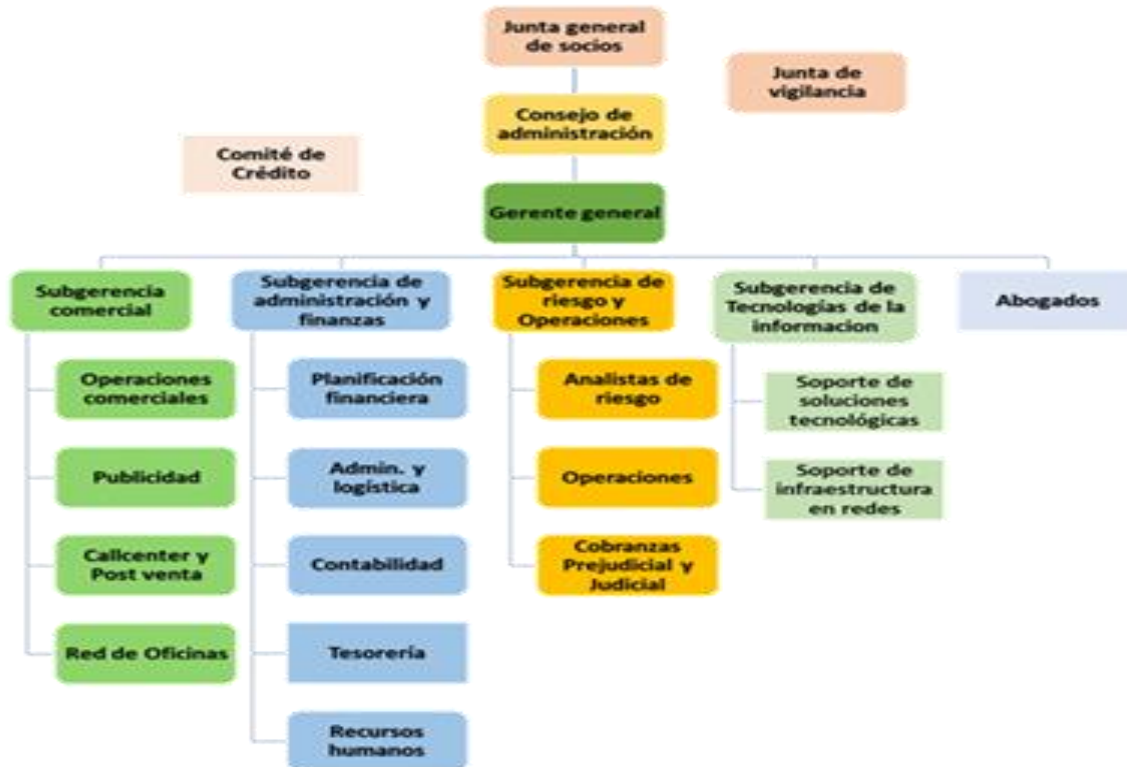 Junta general
de socios
Junta de
vigilancia
Consejo de
administración
Comité de
Crédito
Gerente general
Subgerencia
comercial
Subgerencia de
administración y
finanzas
Subgerencia de
riesgo y
Operaciones
Subgerencia de
Tecnologías de la
informacion
Abogados
Operaciones
comerciales
Publicidad
Callcenter y
Post venta
Red de Oficinas
Planificación
financiera
Admin. y
logística
Contabilidad
Tesorería
Recursos
humanos
Analistas de
riesgo
Operaciones
Cobranzas
Prejudicial y
Judicial
Soporte de
soluciones
tecnológicas
Soporte de
infraestructura
en redes